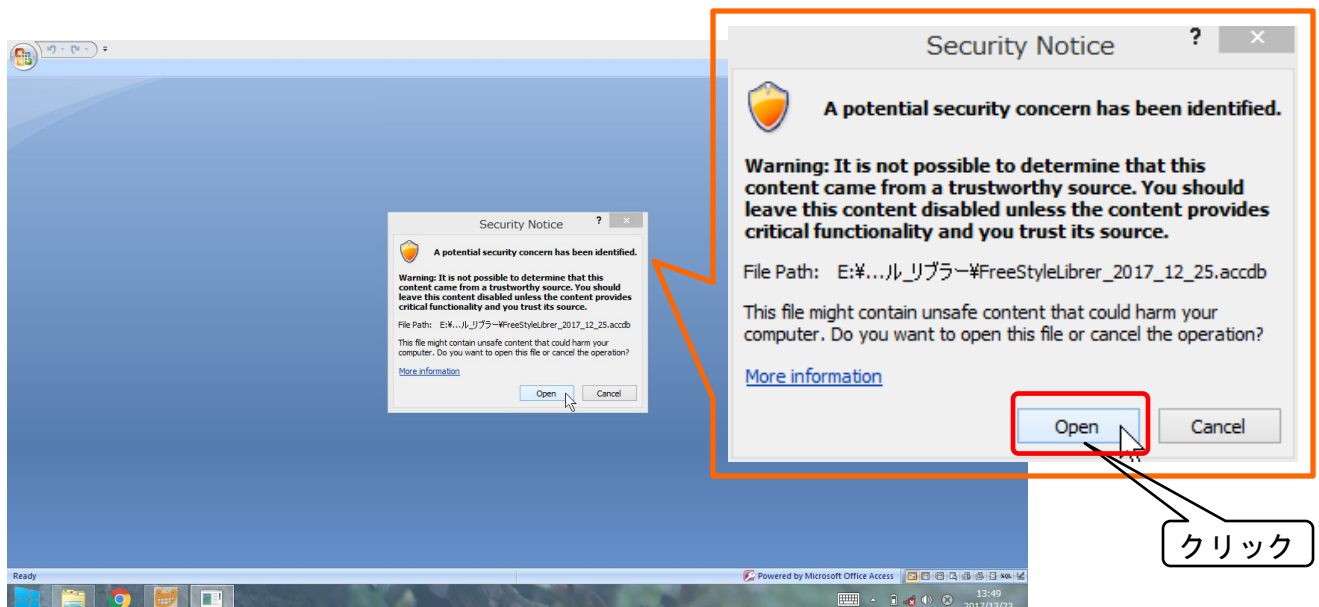 Security Notice ?
A potential security concern has been identified.
Warning: It is not possible to determine that this
content came from a trustworthy source. You should
leave this content disabled unless the content provides
critical functionality and you trust its source.
File Path: E:¥...ル_リブラー¥FreeStyleLibrer_2017_12_25.accdb
This file might contain unsafe content that could harm your
computer. Do you want to open this file or cancel the operation?
More information
Open Cancel
Security Notice ?
A potential security concern has been identified.
Warning: It is not possible to determine that this
content came from a trustworthy source. You should
leave this content disabled unless the content provides
critical functionality and you trust its source.
File Path: E:¥...ル_リブラー¥FreeStyleLibrer_2017_12_25.accdb
This file might contain unsafe content that could harm your
computer. Do you want to open this file or cancel the operation?
More information
Open Cancel
クリック
Ready
Powered by Microsoft Office Access
SQL
13:49